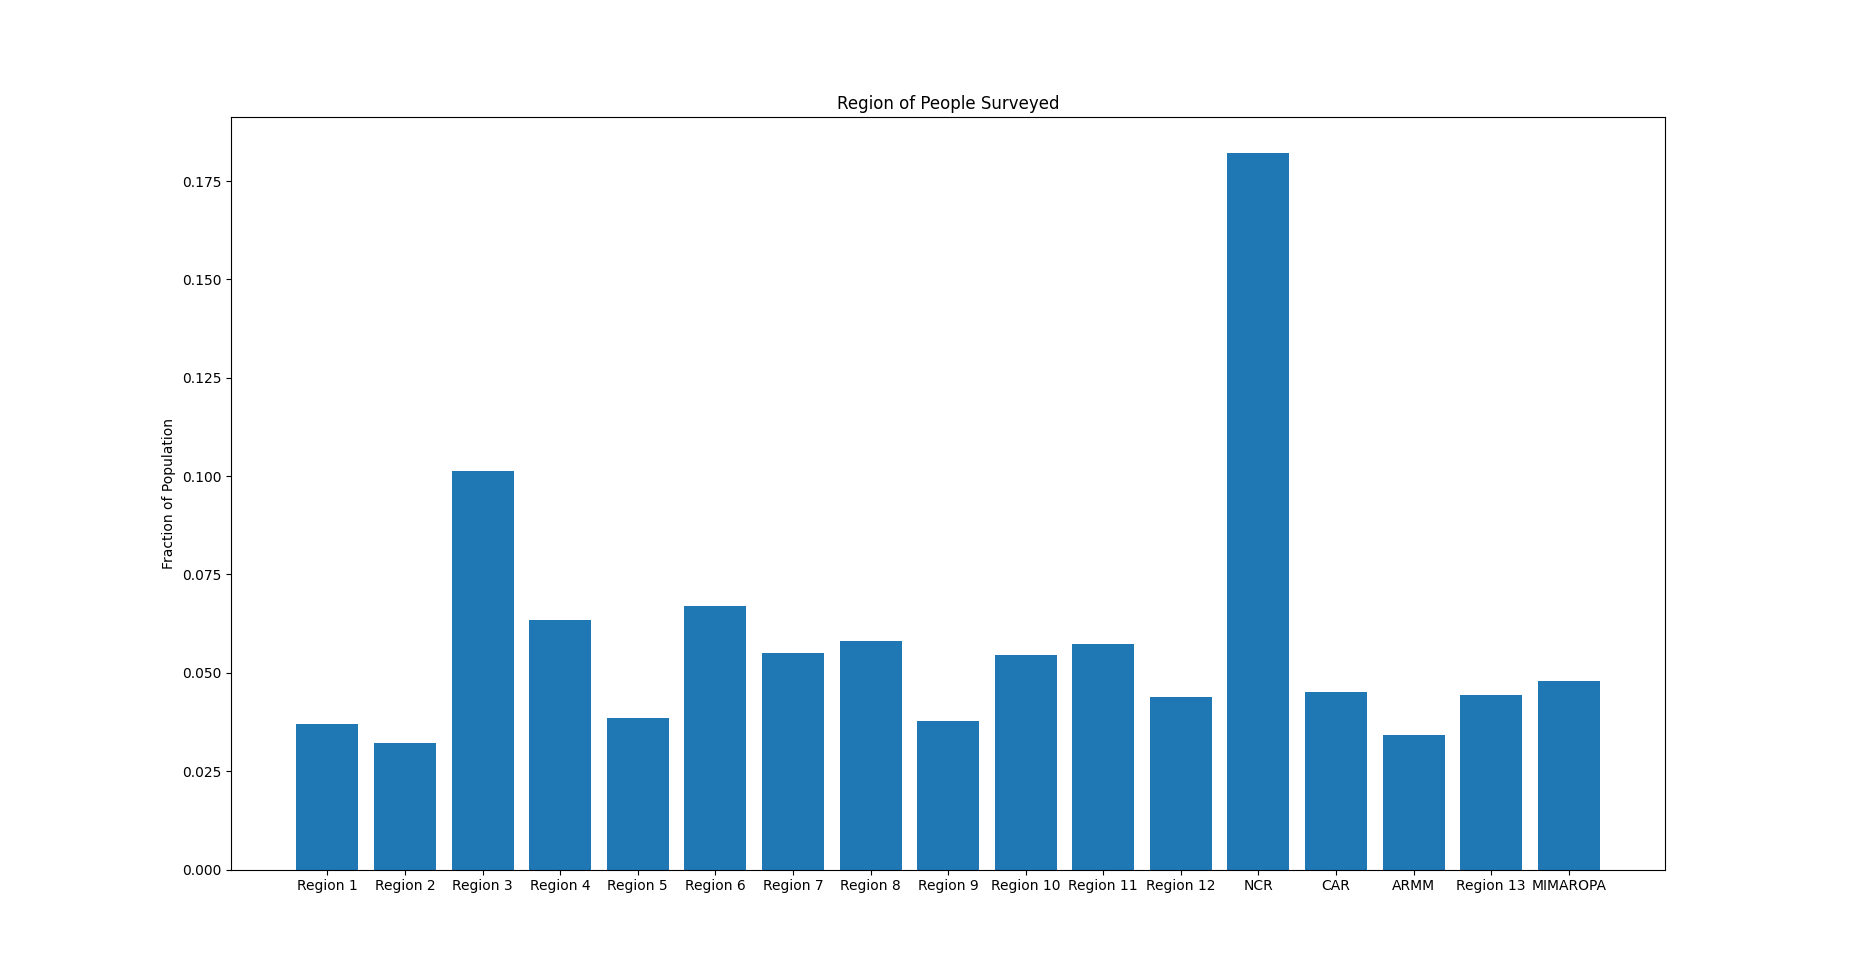 Region of People Surveyed
Fraction of Population
0.175
0.150
0.125
0.100
0.075
0.050
0.025
0.000
Region 1 Region 2 Region 3 Region 4 Region 5 Region 6 Region 7 Region 8 Region 9 Region 10 Region 11 Region 12 NCR CAR ARMM Region 13 MIMAROPA